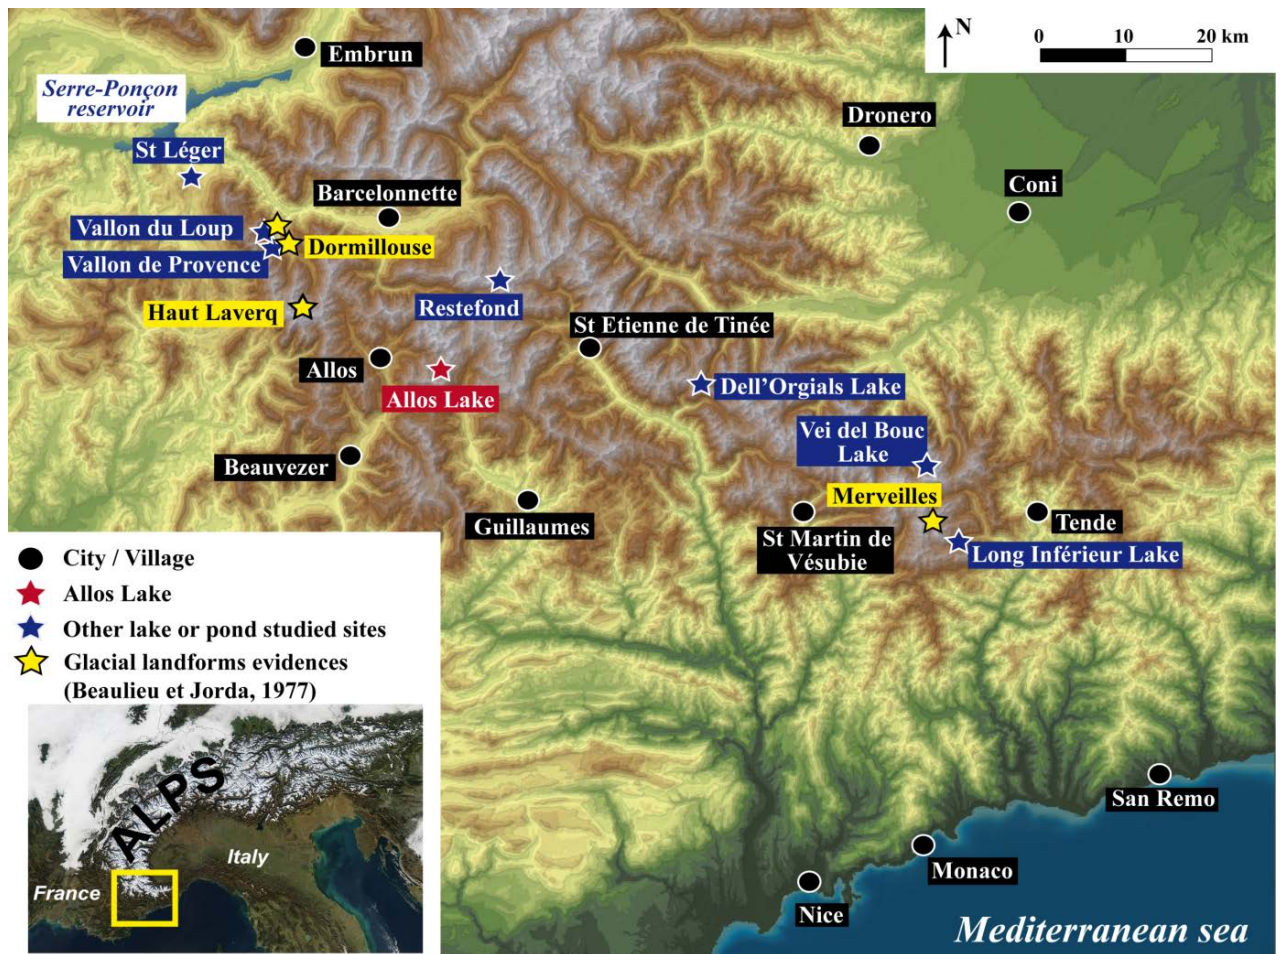 N
0 10 20 km
Embrun
Serre-Ponçon
reservoir
Dronero
St Léger
Barcelonnette
Coni
Vallon du Loup
Dormillouse
Vallon de Provence
Haut Laverq
Restefond
St Etienne de Tinée
Allos
Allos Lake
Dell'Orgials Lake
Vei del Bouc
Lake
Beauvezer
Merveilles
Guillaumes
St Martin de
Vésubie
Tende
Long Inférieur Lake
City / Village
Allos Lake
Other lake or pond studied sites
Glacial landforms evidences
(Beaulieu et Jorda, 1977)
ALPS
Italy
France
San Remo
Monaco
Nice
Mediterranean sea